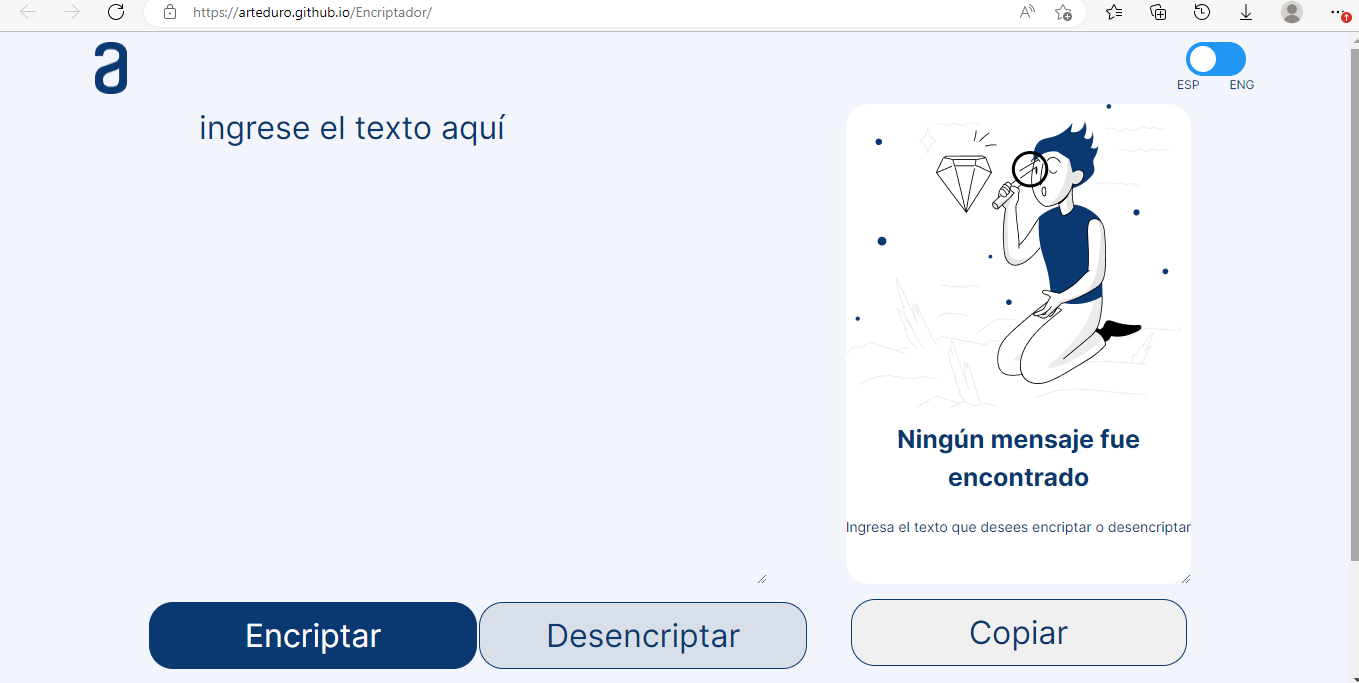 https://arteduro.github.io/Encriptador/
a
ESP ENG
ingrese el texto aquí
Ningún mensaje fue
encontrado
Ingresa el texto que desees encriptar o desencriptar
Encriptar
Desencriptar
Copiar